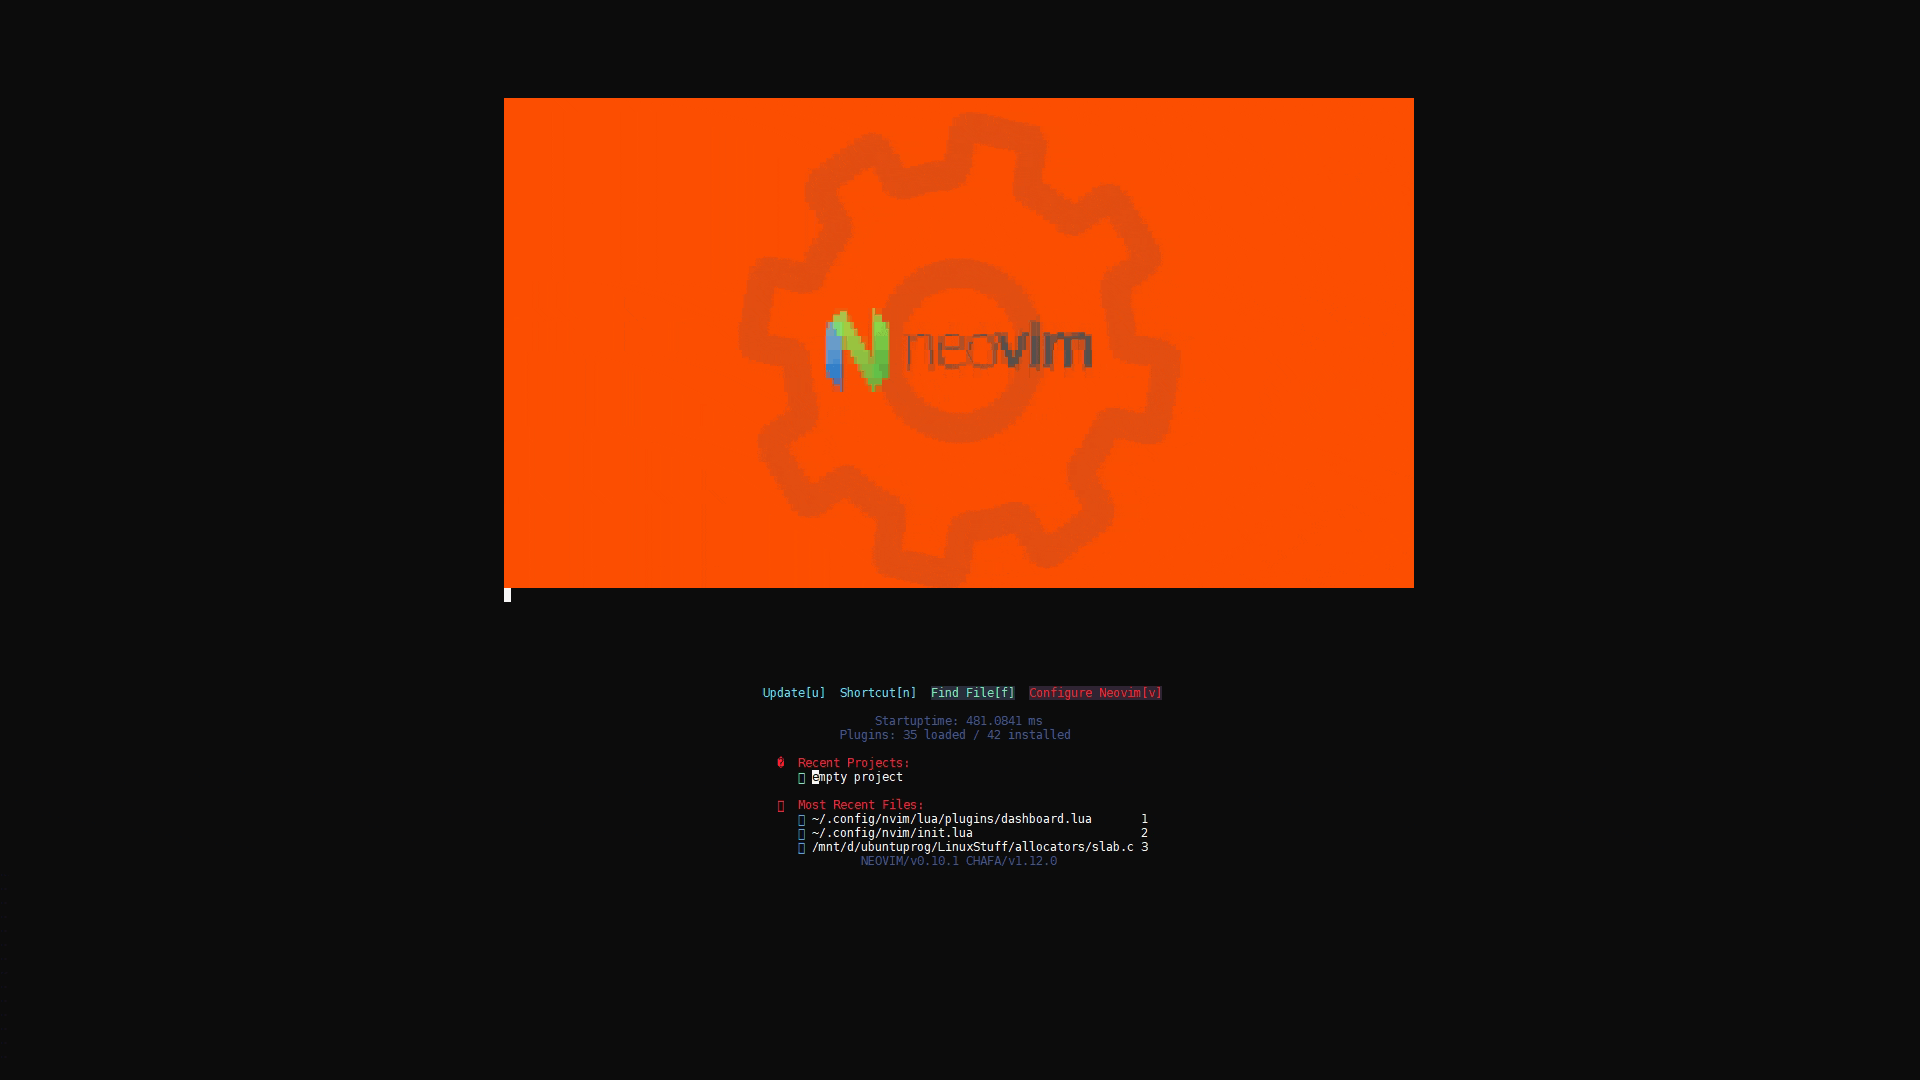 neovim
Update[u] Shortcut[n] Find File[f] Configure Neovim[v]
Startuptime: 481.0841 ms
Plugins: 35 loaded / 42 installed
Recent Projects:
empty project
Most Recent Files:
~/.config/nvim/lua/plugins/dashboard.lua 1
~/.config/nvim/init.lua 2
/mnt/d/ubuntuprog/LinuxStuff/allocators/slab.c 3
NEOVIM/v0.10.1 CHAFA/v1.12.0